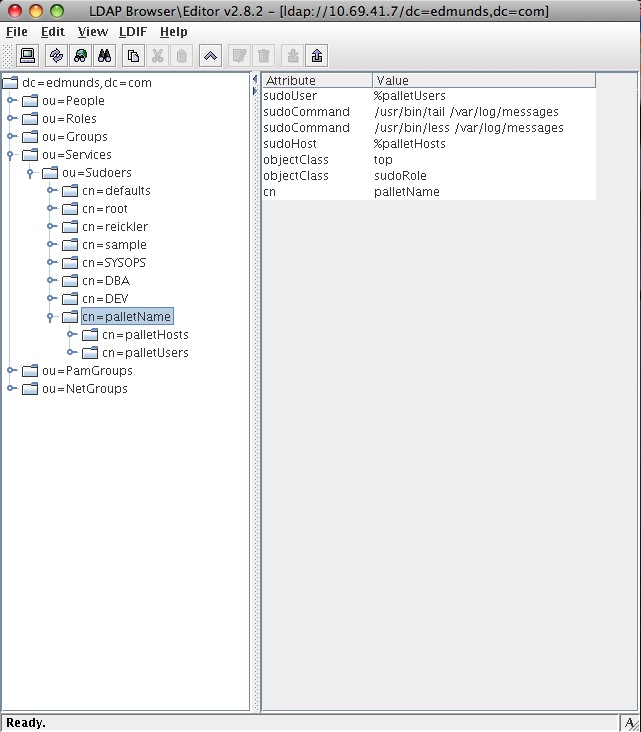 LDAP Browser\Editor v2.8.2 - [ldap://10.69.41.7/dc=edmunds,dc=com]
File Edit View LDIF Help
dc=edmunds,dc=com
ou=People
ou=Roles
ou=Groups
ou=Services
ou=Sudoers
cn=defaults
cn=root
cn=reickler
cn=sample
cn=SYSOPS
cn=DBA
cn=DEV
cn=palletName
cn=palletHosts
cn=palletUsers
ou=PamGroups
ou=NetGroups
Attribute Value
sudoUser %palletUsers
sudoCommand /usr/bin/tail /var/log/messages
sudoCommand /usr/bin/less /var/log/messages
sudoHost %palletHosts
objectClass top
objectClass sudoRole
cn palletName
Ready.
A